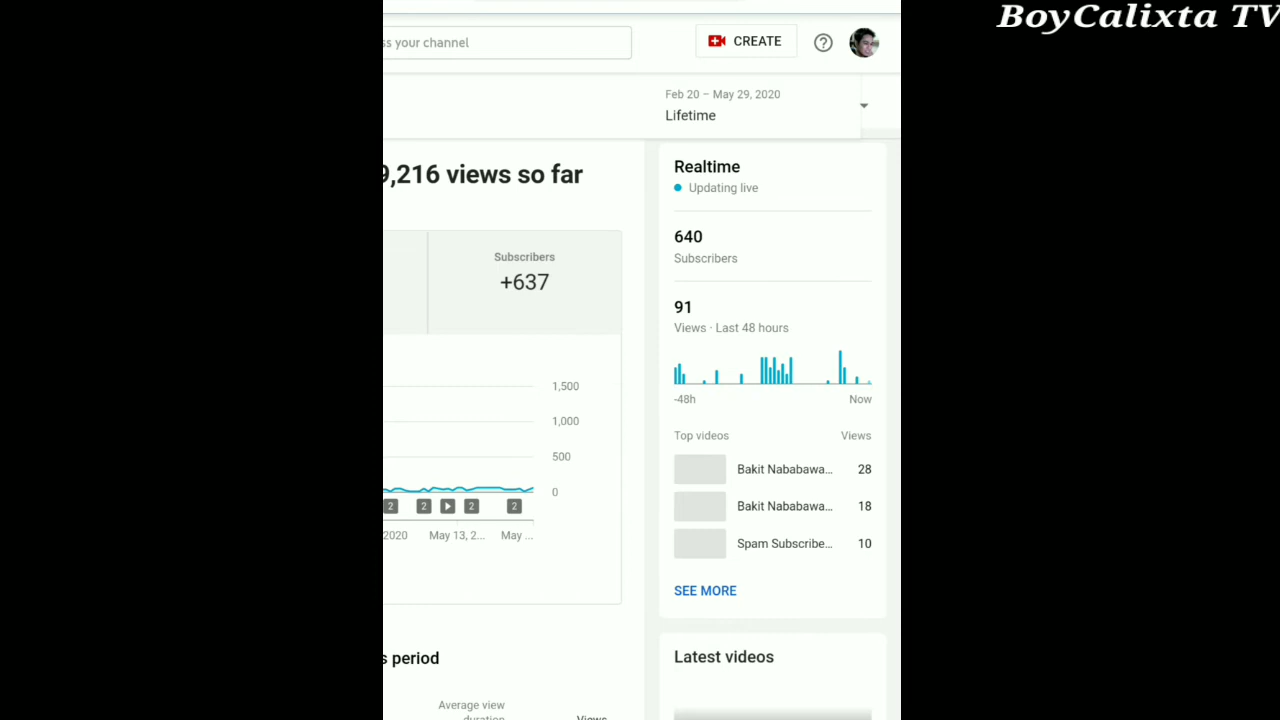 BoyCalixta TV
ss your channel
CREATE
Feb 20 – May 29, 2020
Lifetime
9,216 views so far
Subscribers
+637
1,500
1,000
500
0
2
2
2
2
2020
May 13, 2...
May ...
Realtime
Updating live
640
Subscribers
91
Views · Last 48 hours
-48h
Now
Top videos
Views
Bakit Nababawa...
28
Bakit Nababawa...
18
Spam Subscribe...
10
SEE MORE
s period
Average view
duration
Views
Latest videos